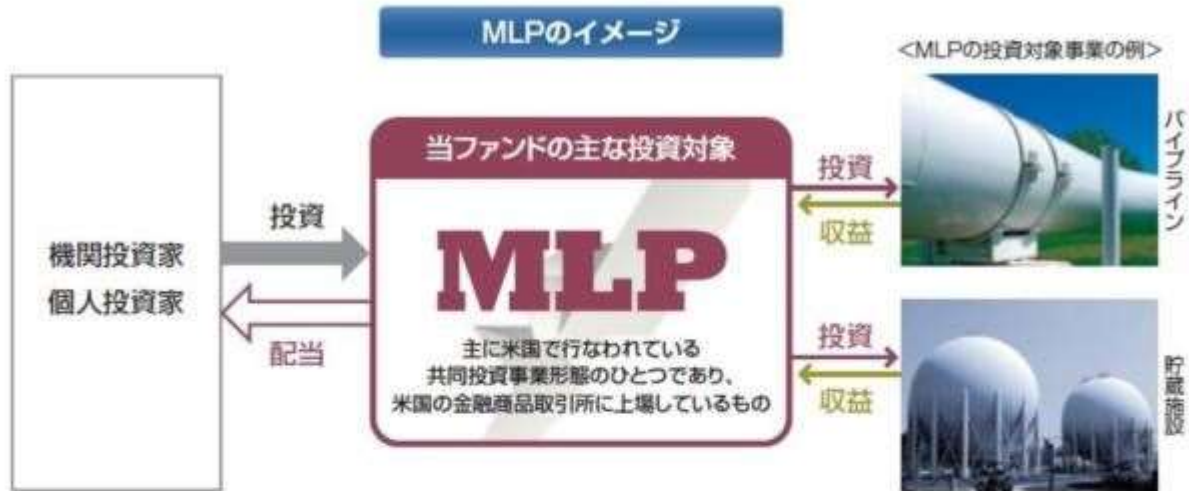 MLPのイメージ
<MLPの投資対象事業の例>
機関投資家
個人投資家
投資
配当
当ファンドの主な投資対象
MLP
主に米国で行なわれている
共同投資事業形態のひとつであり、
米国の金融商品取引所に上場しているもの
投資
収益
パイプライン
投資
収益
貯蔵施設